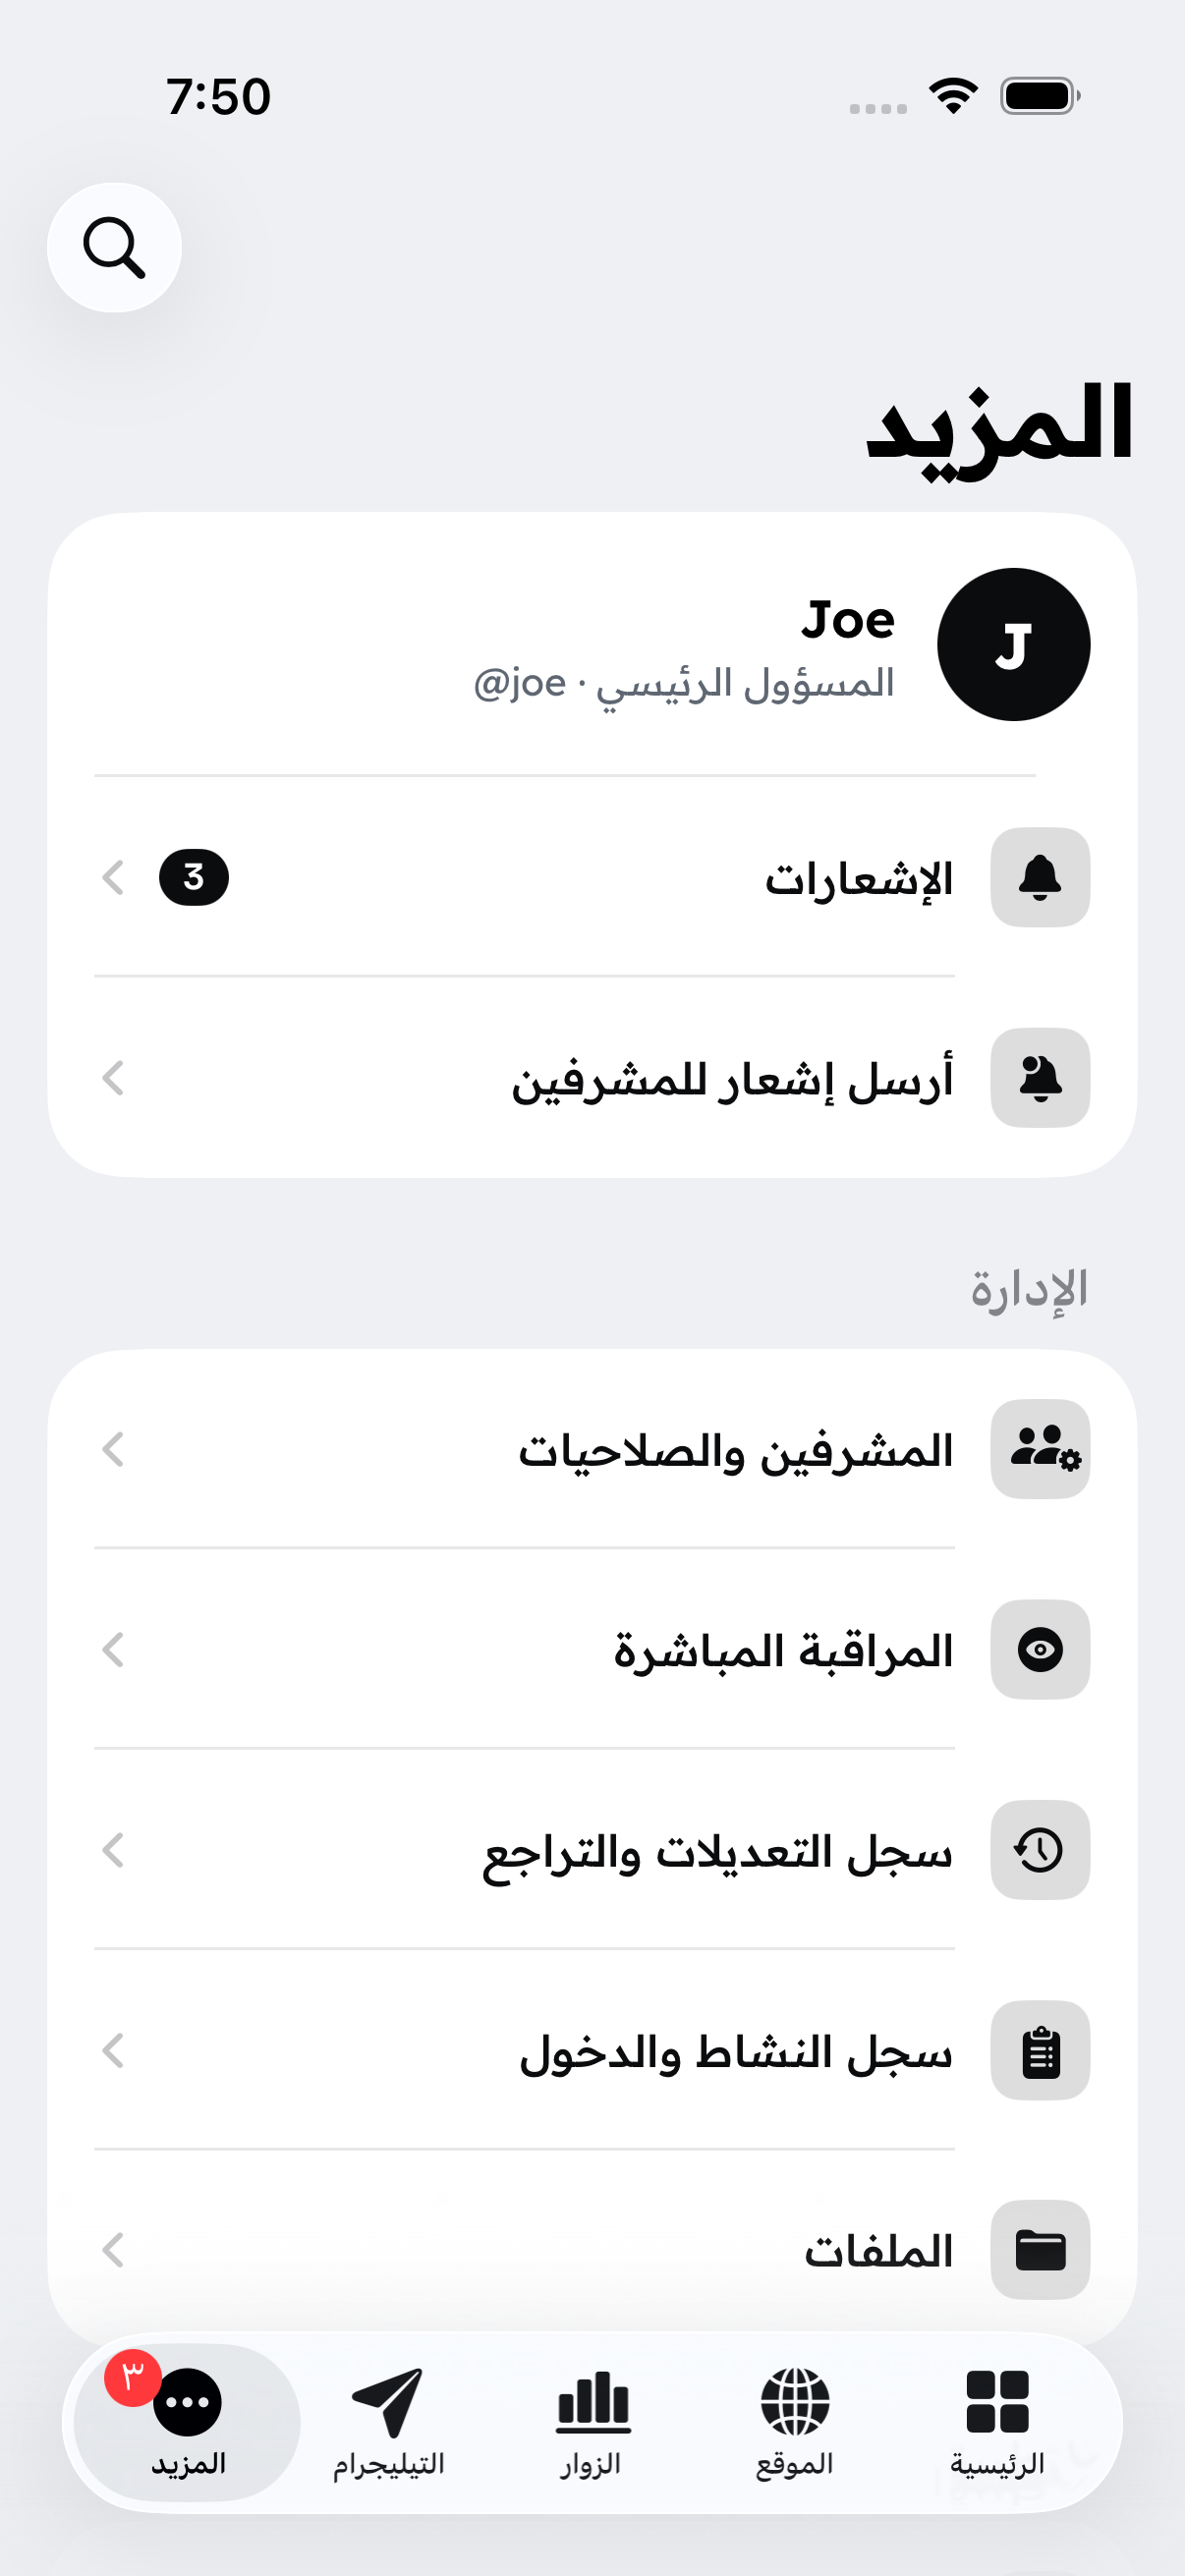 7:50
المزيد
J
Joe
المسؤول الرئيسي · joe@
الإشعارات
3
أرسل إشعار للمشرفين
الإدارة
المشرفين والصلاحيات
المراقبة المباشرة
سجل التعديلات والتراجع
سجل النشاط والدخول
الملفات
الرئيسية
الموقع
الزوار
التيليجرام
المزيد
٣